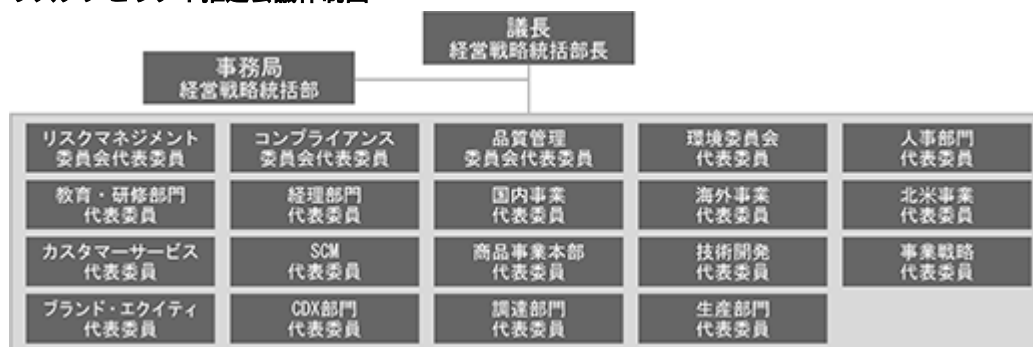 議長
経営戦略統括部長
事務局
経営戦略統括部
リスクマネジメント
委員会代表委員
コンプライアンス
委員会代表委員
品質管理
委員会代表委員
環境委員会
代表委員
人事部門
代表委員
教育・研修部門
代表委員
経理部門
代表委員
国内事業
代表委員
海外事業
代表委員
北米事業
代表委員
カスタマーサービス
代表委員
SCM
代表委員
商品事業本部
代表委員
技術開発
代表委員
事業戦略
代表委員
ブランド・エクイティ
代表委員
CDX部門
代表委員
調達部門
代表委員
生産部門
代表委員